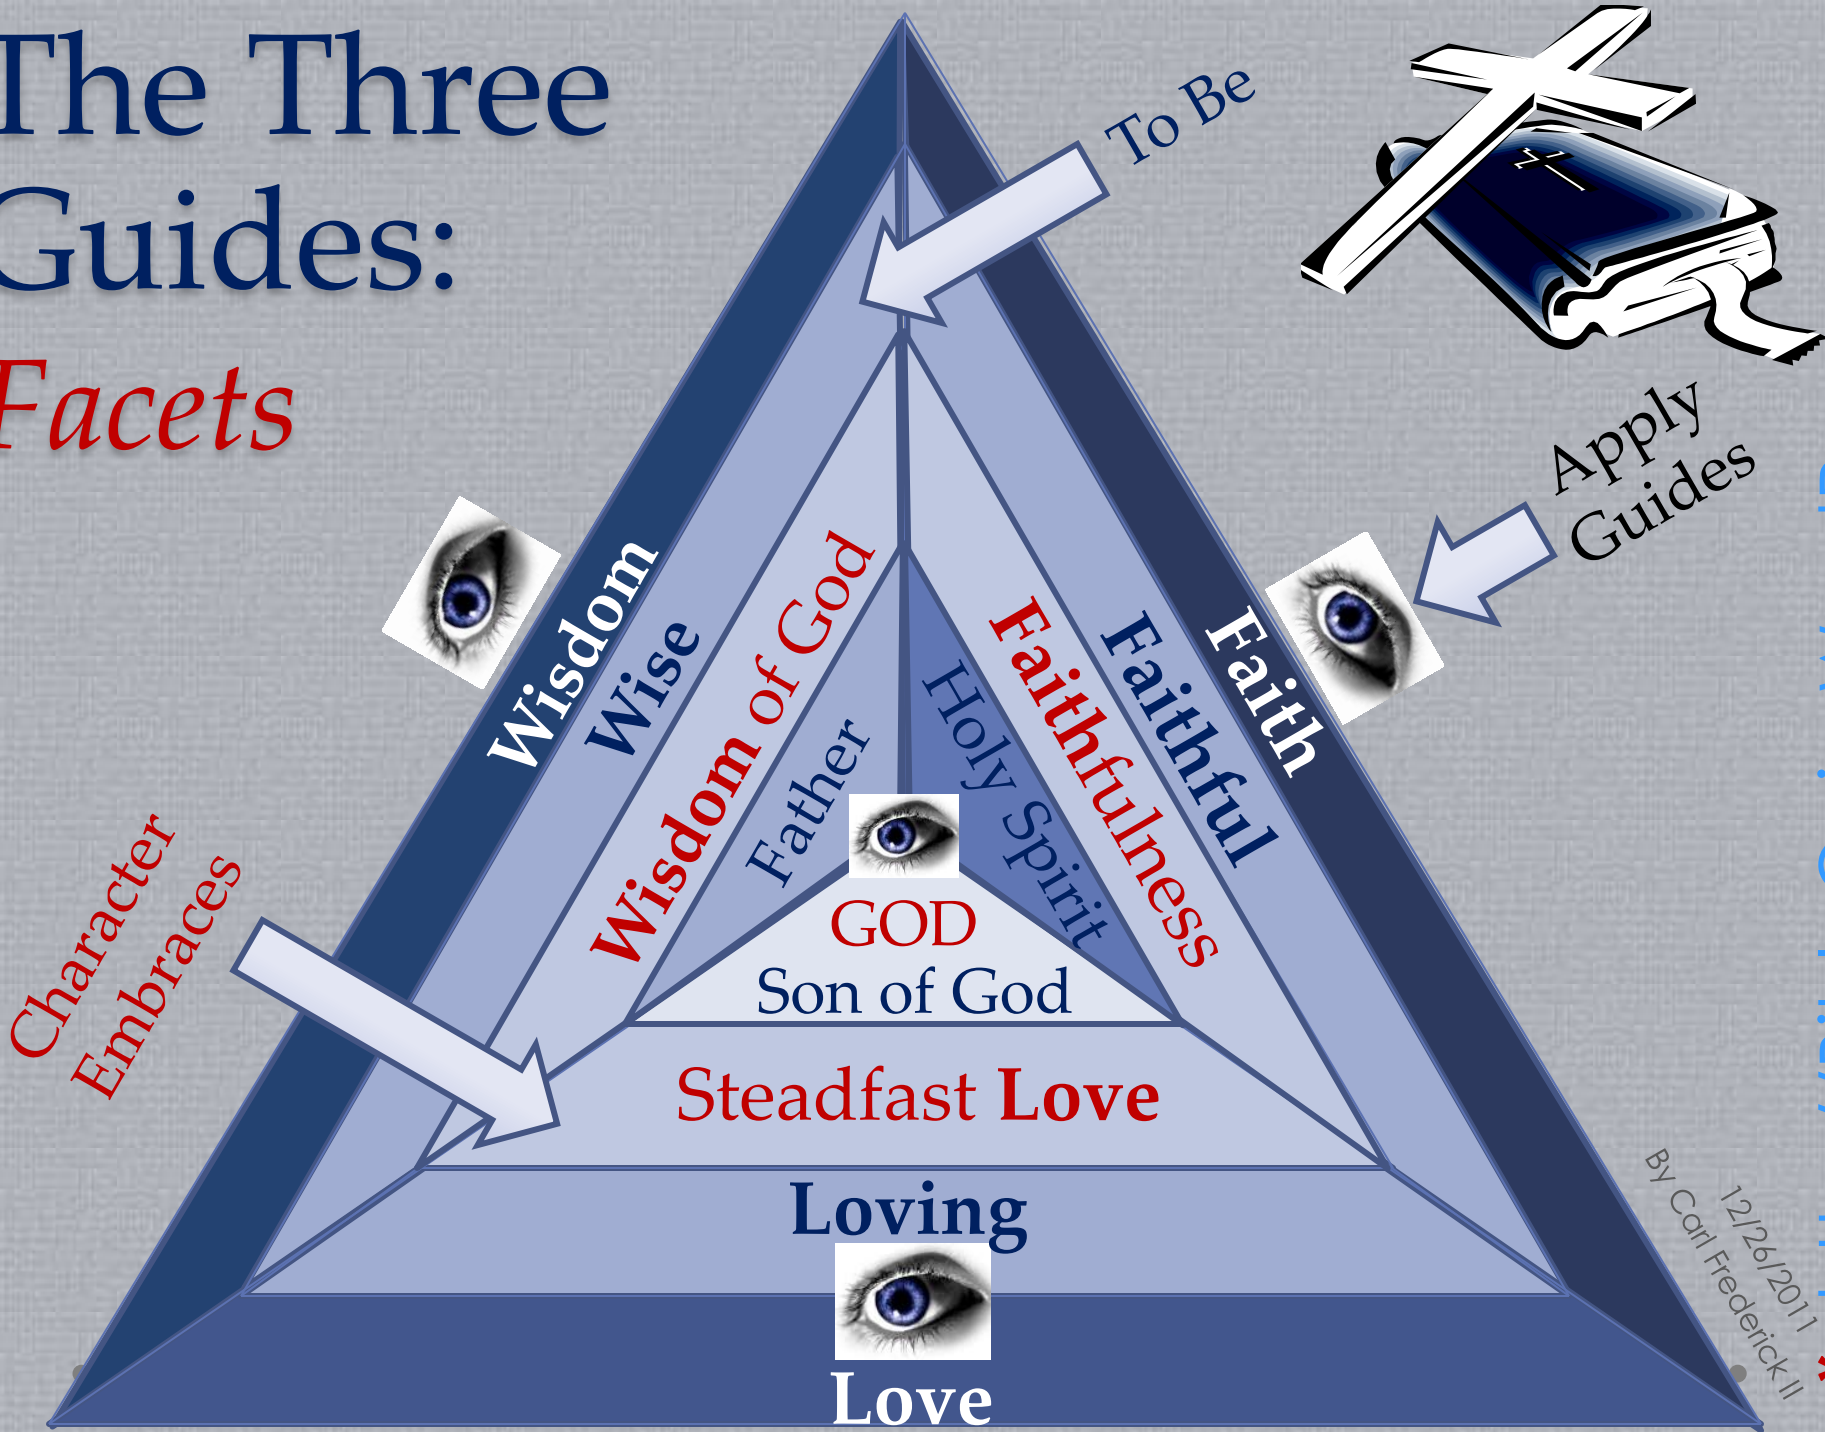 The Three
Guides:
Facets
To Be
Apply
Guides
Character
Embraces
Wisdom
Wise
Wisdom of God
Father
Holy Spirit
Faithfulness
Faithful
Faith
GOD
Son of God
Steadfast Love
Loving
Love
12/26/2011
By Carl Frederick II